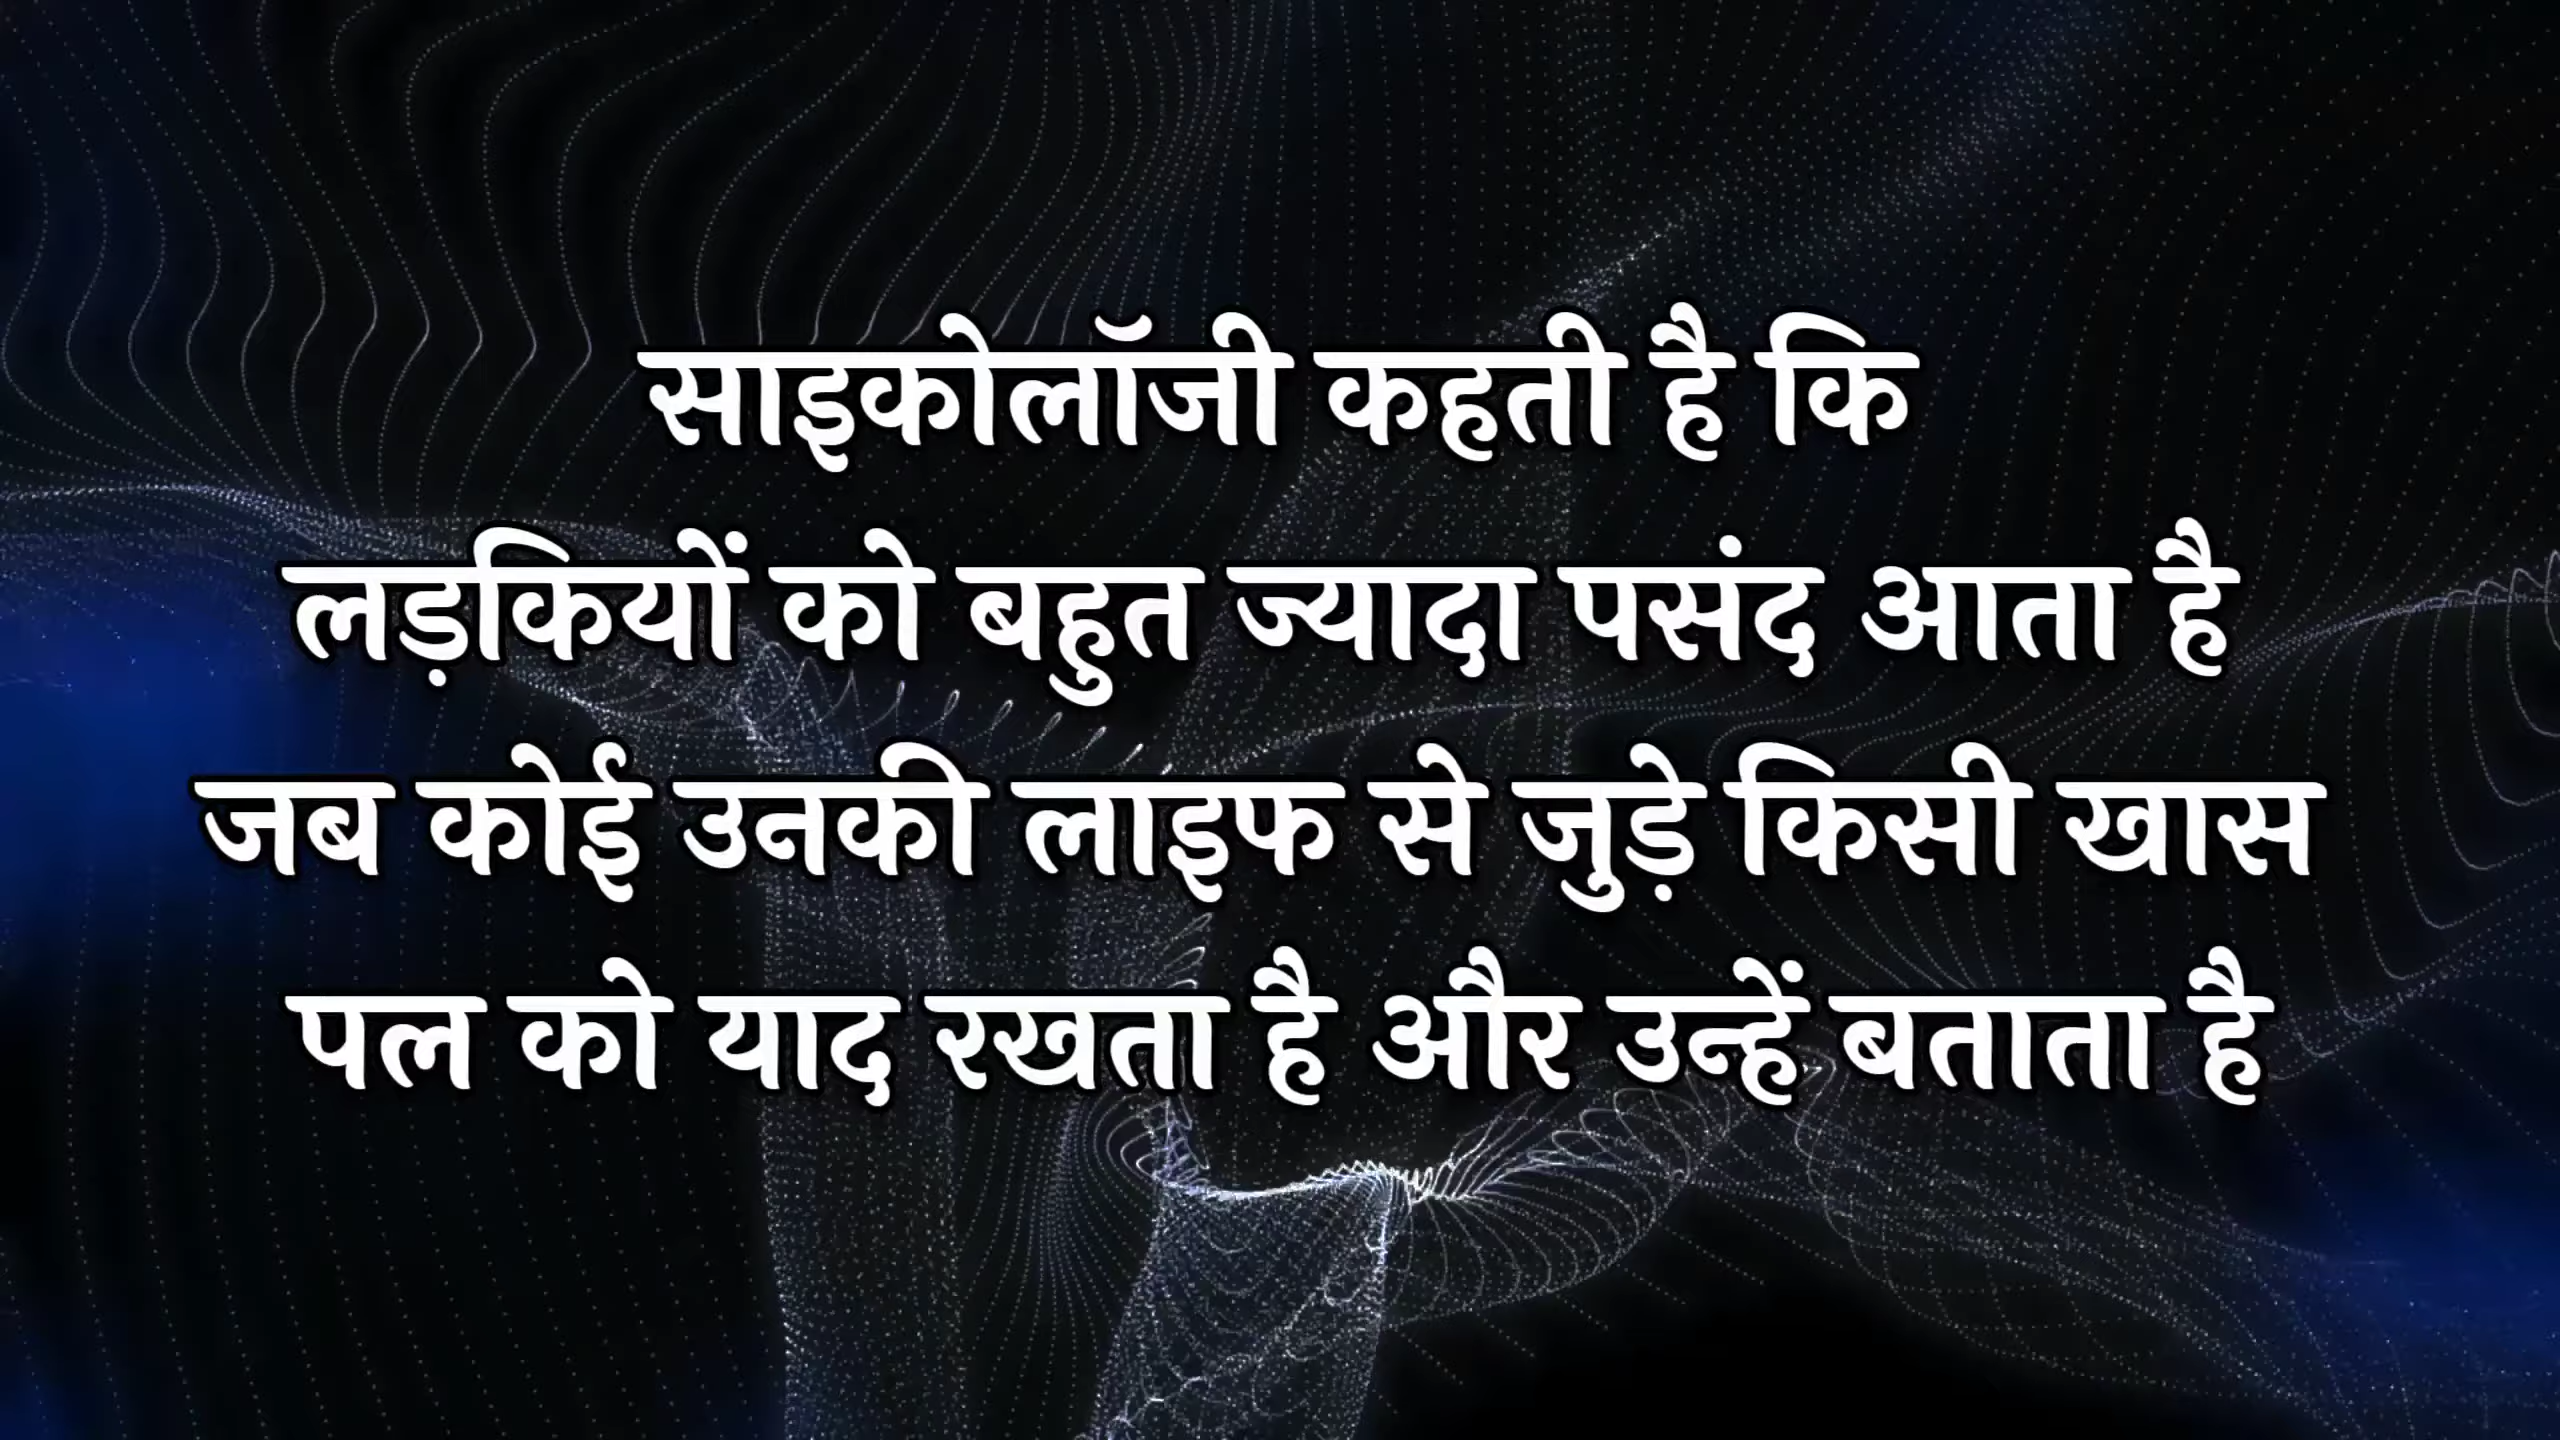 साइकोलॉजी कहती है कि
लड़कियों को बहुत ज्यादा पसंद आता है
जब कोई उनकी लाइफ से जुड़े किसी खास
पल को याद रखता है और उन्हें बताता है